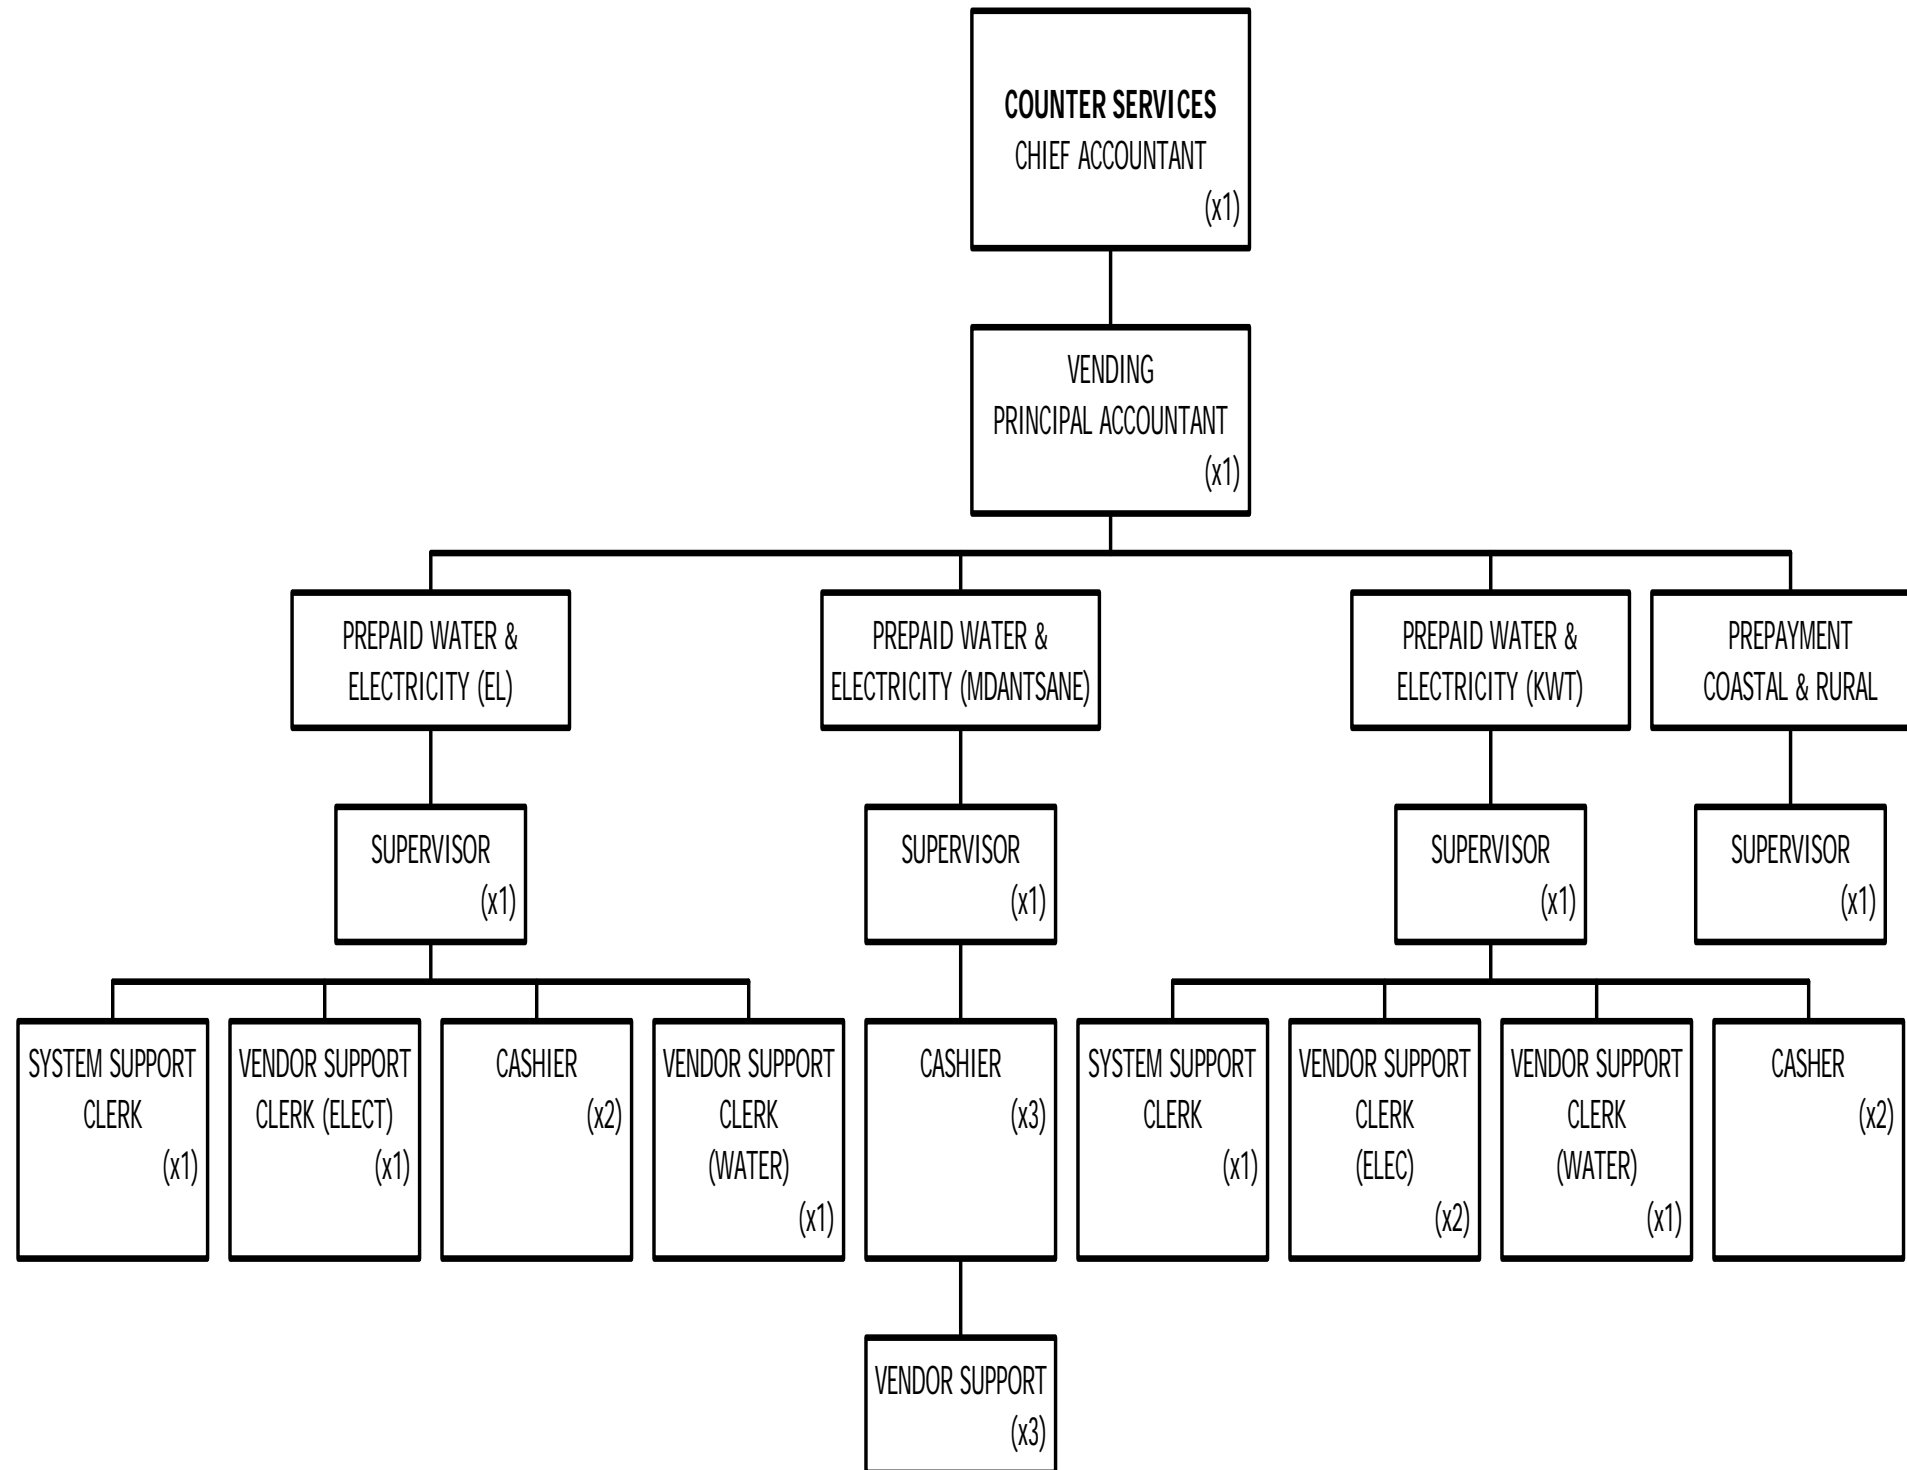 COUNTER SERVICES
CHIEF ACCOUNTANT
(x1)
VENDING
PRINCIPAL ACCOUNTANT
(x1)
PREPAID WATER &
ELECTRICITY (EL)
PREPAID WATER &
ELECTRICITY (MDANTSANE)
PREPAID WATER &
ELECTRICITY (KWT)
PREPAYMENT
COASTAL & RURAL
SUPERVISOR
(x1)
SUPERVISOR
(x1)
SUPERVISOR
(x1)
SUPERVISOR
(x1)
SYSTEM SUPPORT
CLERK
(x1)
VENDOR SUPPORT
CLERK (ELECT)
(x1)
CASHIER
(x2)
VENDOR SUPPORT
CLERK
(WATER)
(x1)
CASHIER
(x3)
SYSTEM SUPPORT
CLERK
(x1)
VENDOR SUPPORT
CLERK
(ELEC)
(x2)
VENDOR SUPPORT
CLERK
(WATER)
(x1)
CASHER
(x2)
VENDOR SUPPORT
(x3)